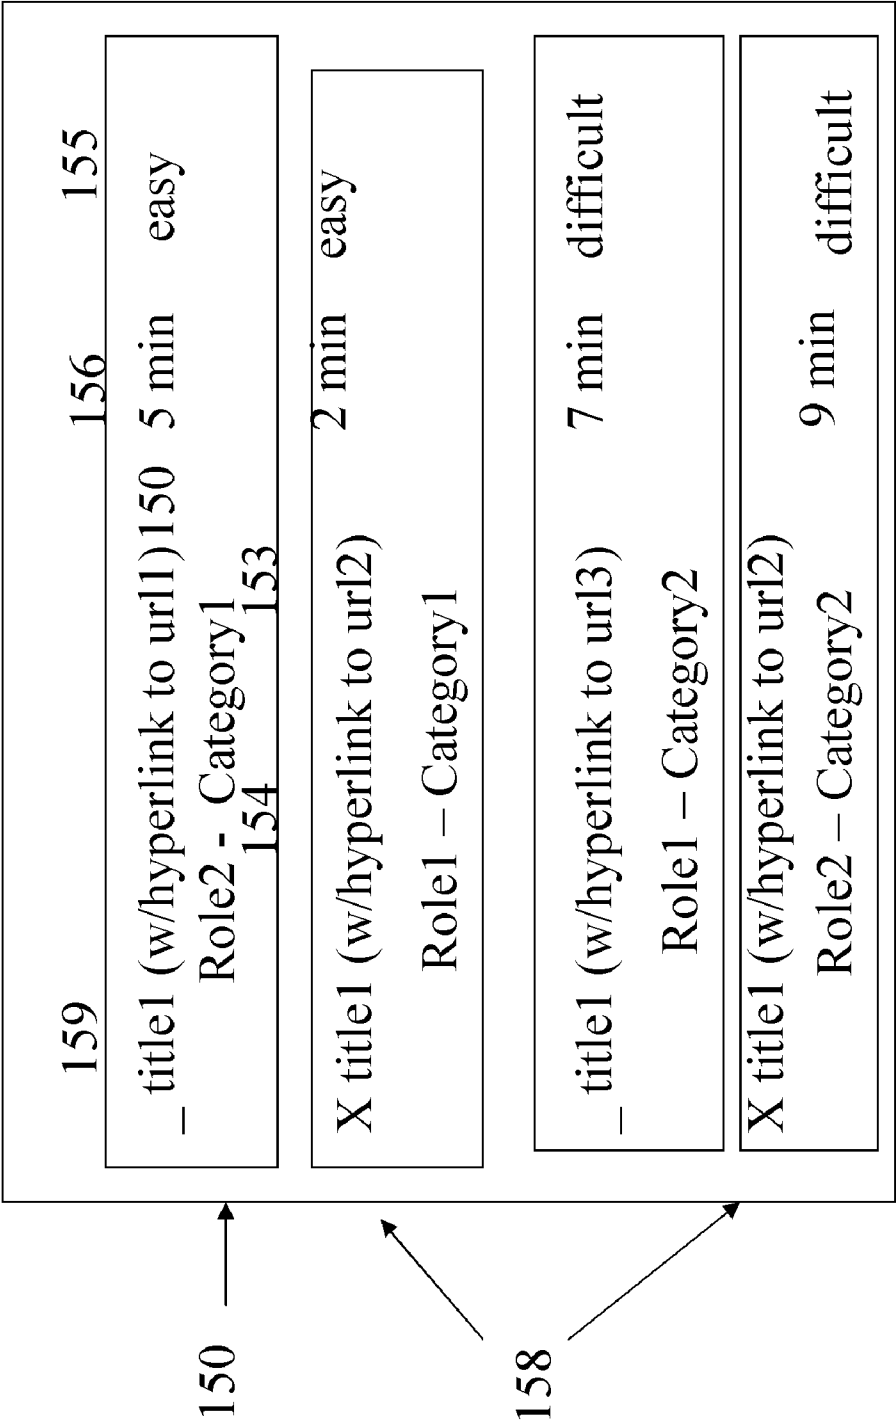 159 156 155
_ title1 (w/hyperlink to url1) 150 5 min easy
Role2 - Category1
154 153
X title1 (w/hyperlink to url2) 2 min easy
Role1 – Category1
_ title1 (w/hyperlink to url3) 7 min difficult
Role1 – Category2
X title1 (w/hyperlink to url2) 9 min difficult
Role2 – Category2
150
158